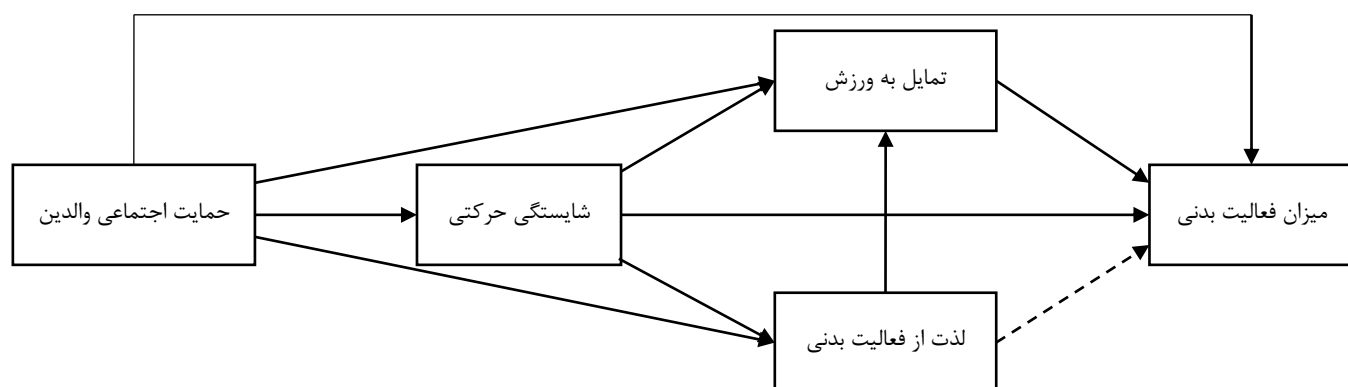 تمایل به ورزش
حمایت اجتماعی والدین
شایستگی حرکتی
میزان فعالیت بدنی
لذت از فعالیت بدنی